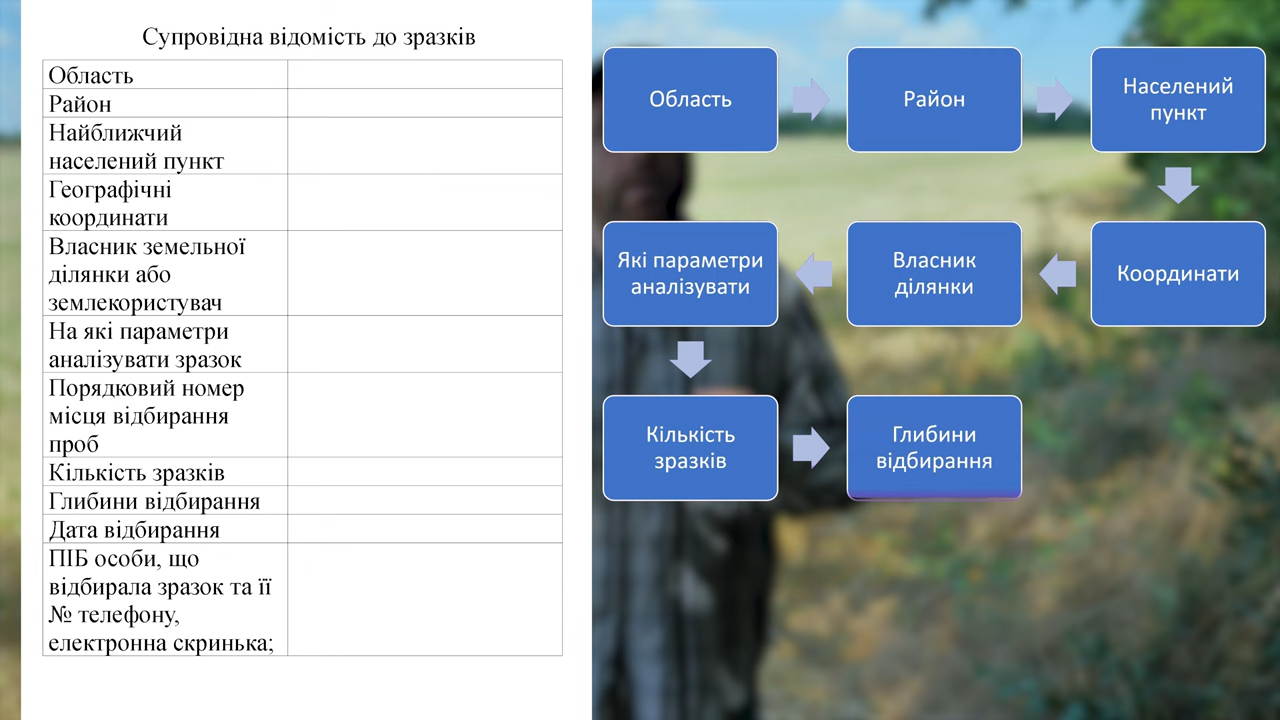 Супровідна відомість до зразків
Область
Район
Найближчий
населений пункт
Географічні
координати
Власник земельної
ділянки або
землекористувач
На які параметри
аналізувати зразок
Порядковий номер
місця відбирання
проб
Кількість зразків
Глибини відбирання
Дата відбирання
ПІБ особи, що
відбирала зразок та її
№ телефону,
електронна скринька;
Область
Район
Населений
пункт
Координати
Власник
ділянки
Які параметри
аналізувати
Кількість
зразків
Глибини
відбирання